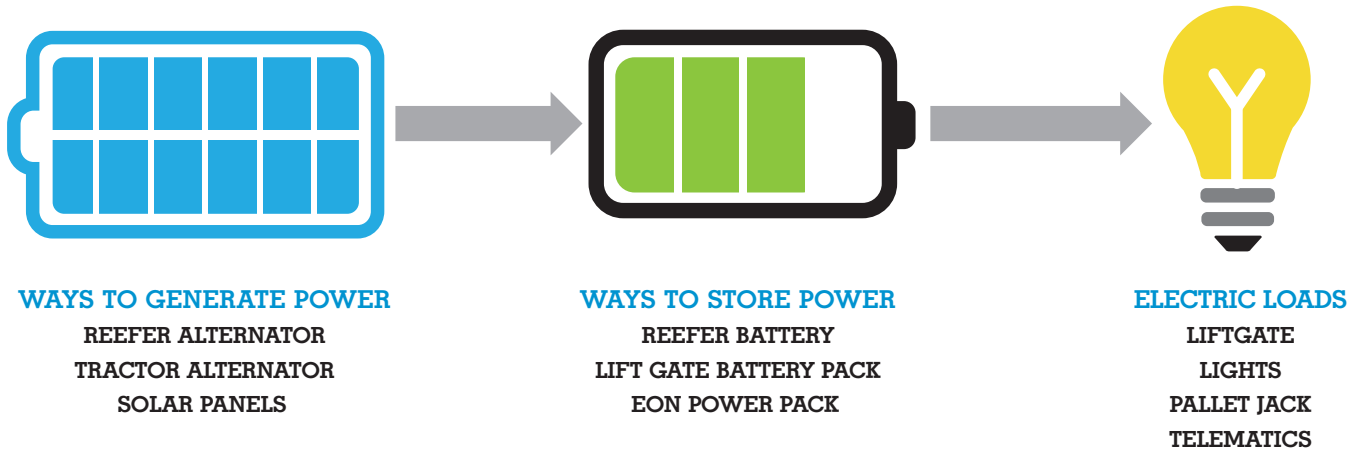 WAYS TO GENERATE POWER
REEFER ALTERNATOR
TRACTOR ALTERNATOR
SOLAR PANELS
WAYS TO STORE POWER
REEFER BATTERY
LIFT GATE BATTERY PACK
EON POWER PACK
ELECTRIC LOADS
LIFTGATE
LIGHTS
PALLET JACK
TELEMATICS